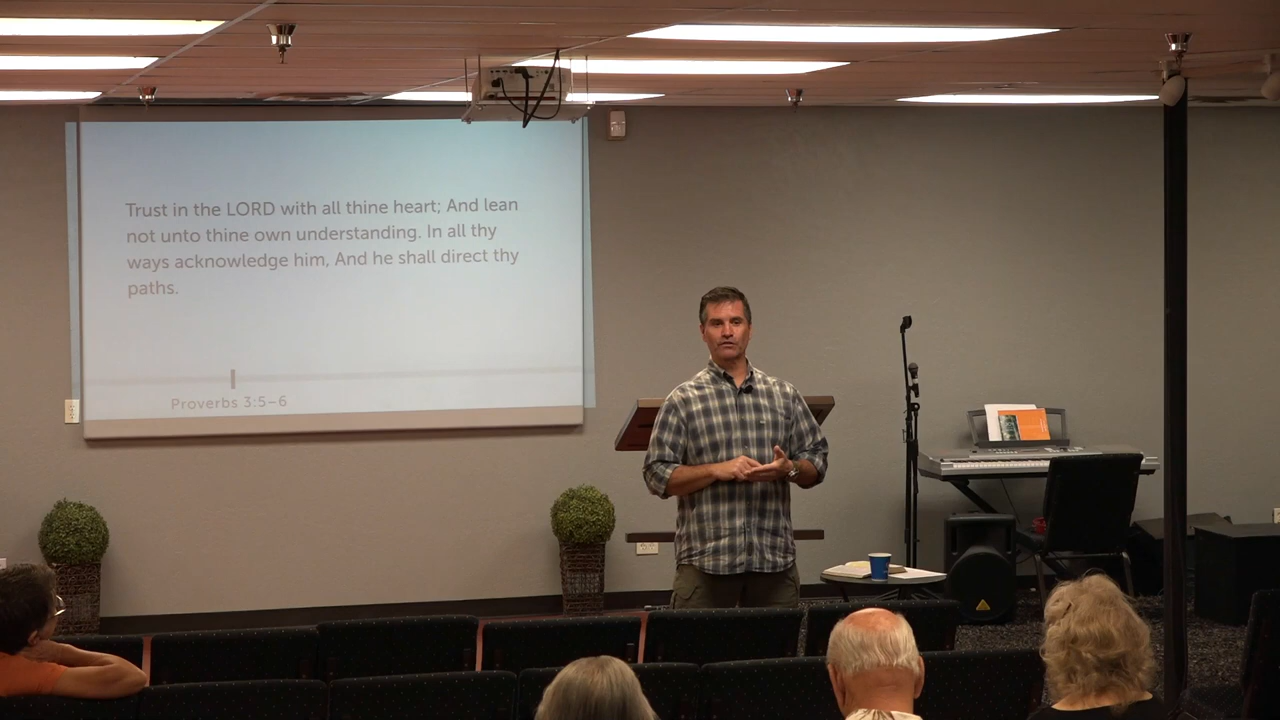 Trust in the LORD with all thine heart; And lean
not unto thine own understanding. In all thy
ways acknowledge him, And he shall direct thy
paths.
Proverbs 3:5–6